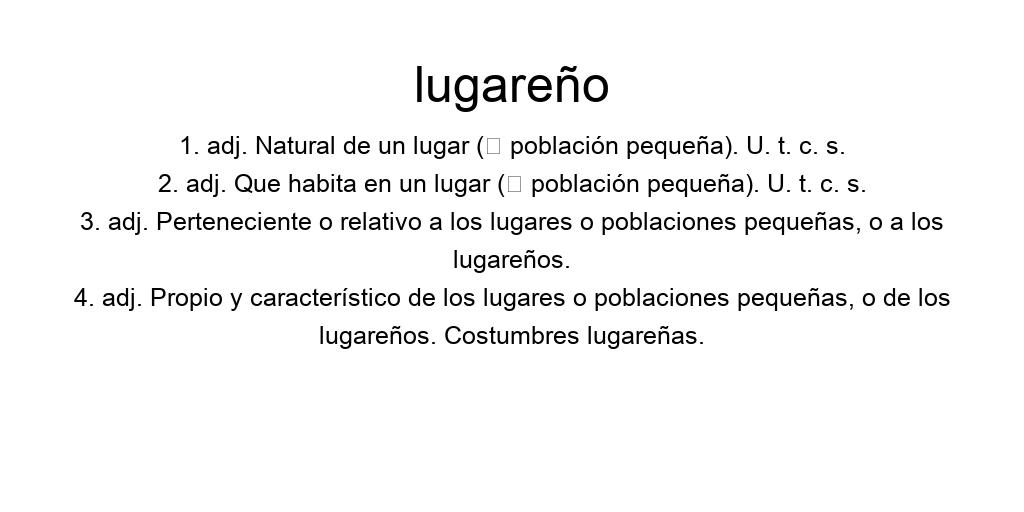 lugareño
1. adj. Natural de un lugar (□ población pequeña). U. t. c. s.
2. adj. Que habita en un lugar (□ población pequeña). U. t. c. s.
3. adj. Perteneciente o relativo a los lugares o poblaciones pequeñas, o a los
lugareños.
4. adj. Propio y característico de los lugares o poblaciones pequeñas, o de los
lugareños. Costumbres lugareñas.